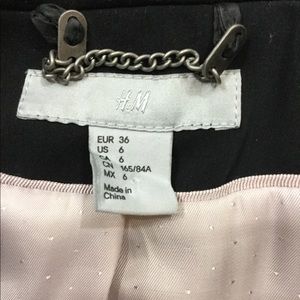 H&M
EUR 36
US 6
CA 6
CN 165/84A
MX 6
Made in
China